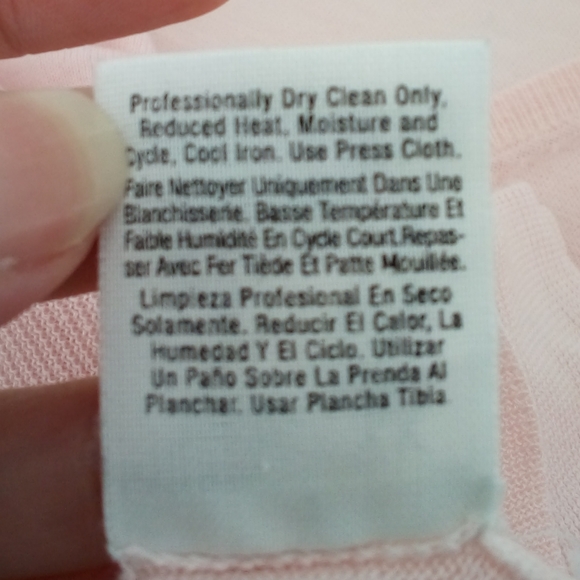 Professionally Dry Clean Only,
Reduced Heat, Moisture and
Cycle, Cool Iron. Use Press Cloth.
Faire Nettoyer Uniquement Dans Une
Blanchisserie. Basse Température Et
Faible Humidité En Cycle Court.Repas-
ser Avec Fer Tiède Et Patte Mouillée.
Limpieza Profesional En Seco
Solamente. Reducir El Calor, La
Humedad Y El Ciclo. Utilizar
Un Paño Sobre La Prenda Al
Planchar. Usar Plancha Tibia